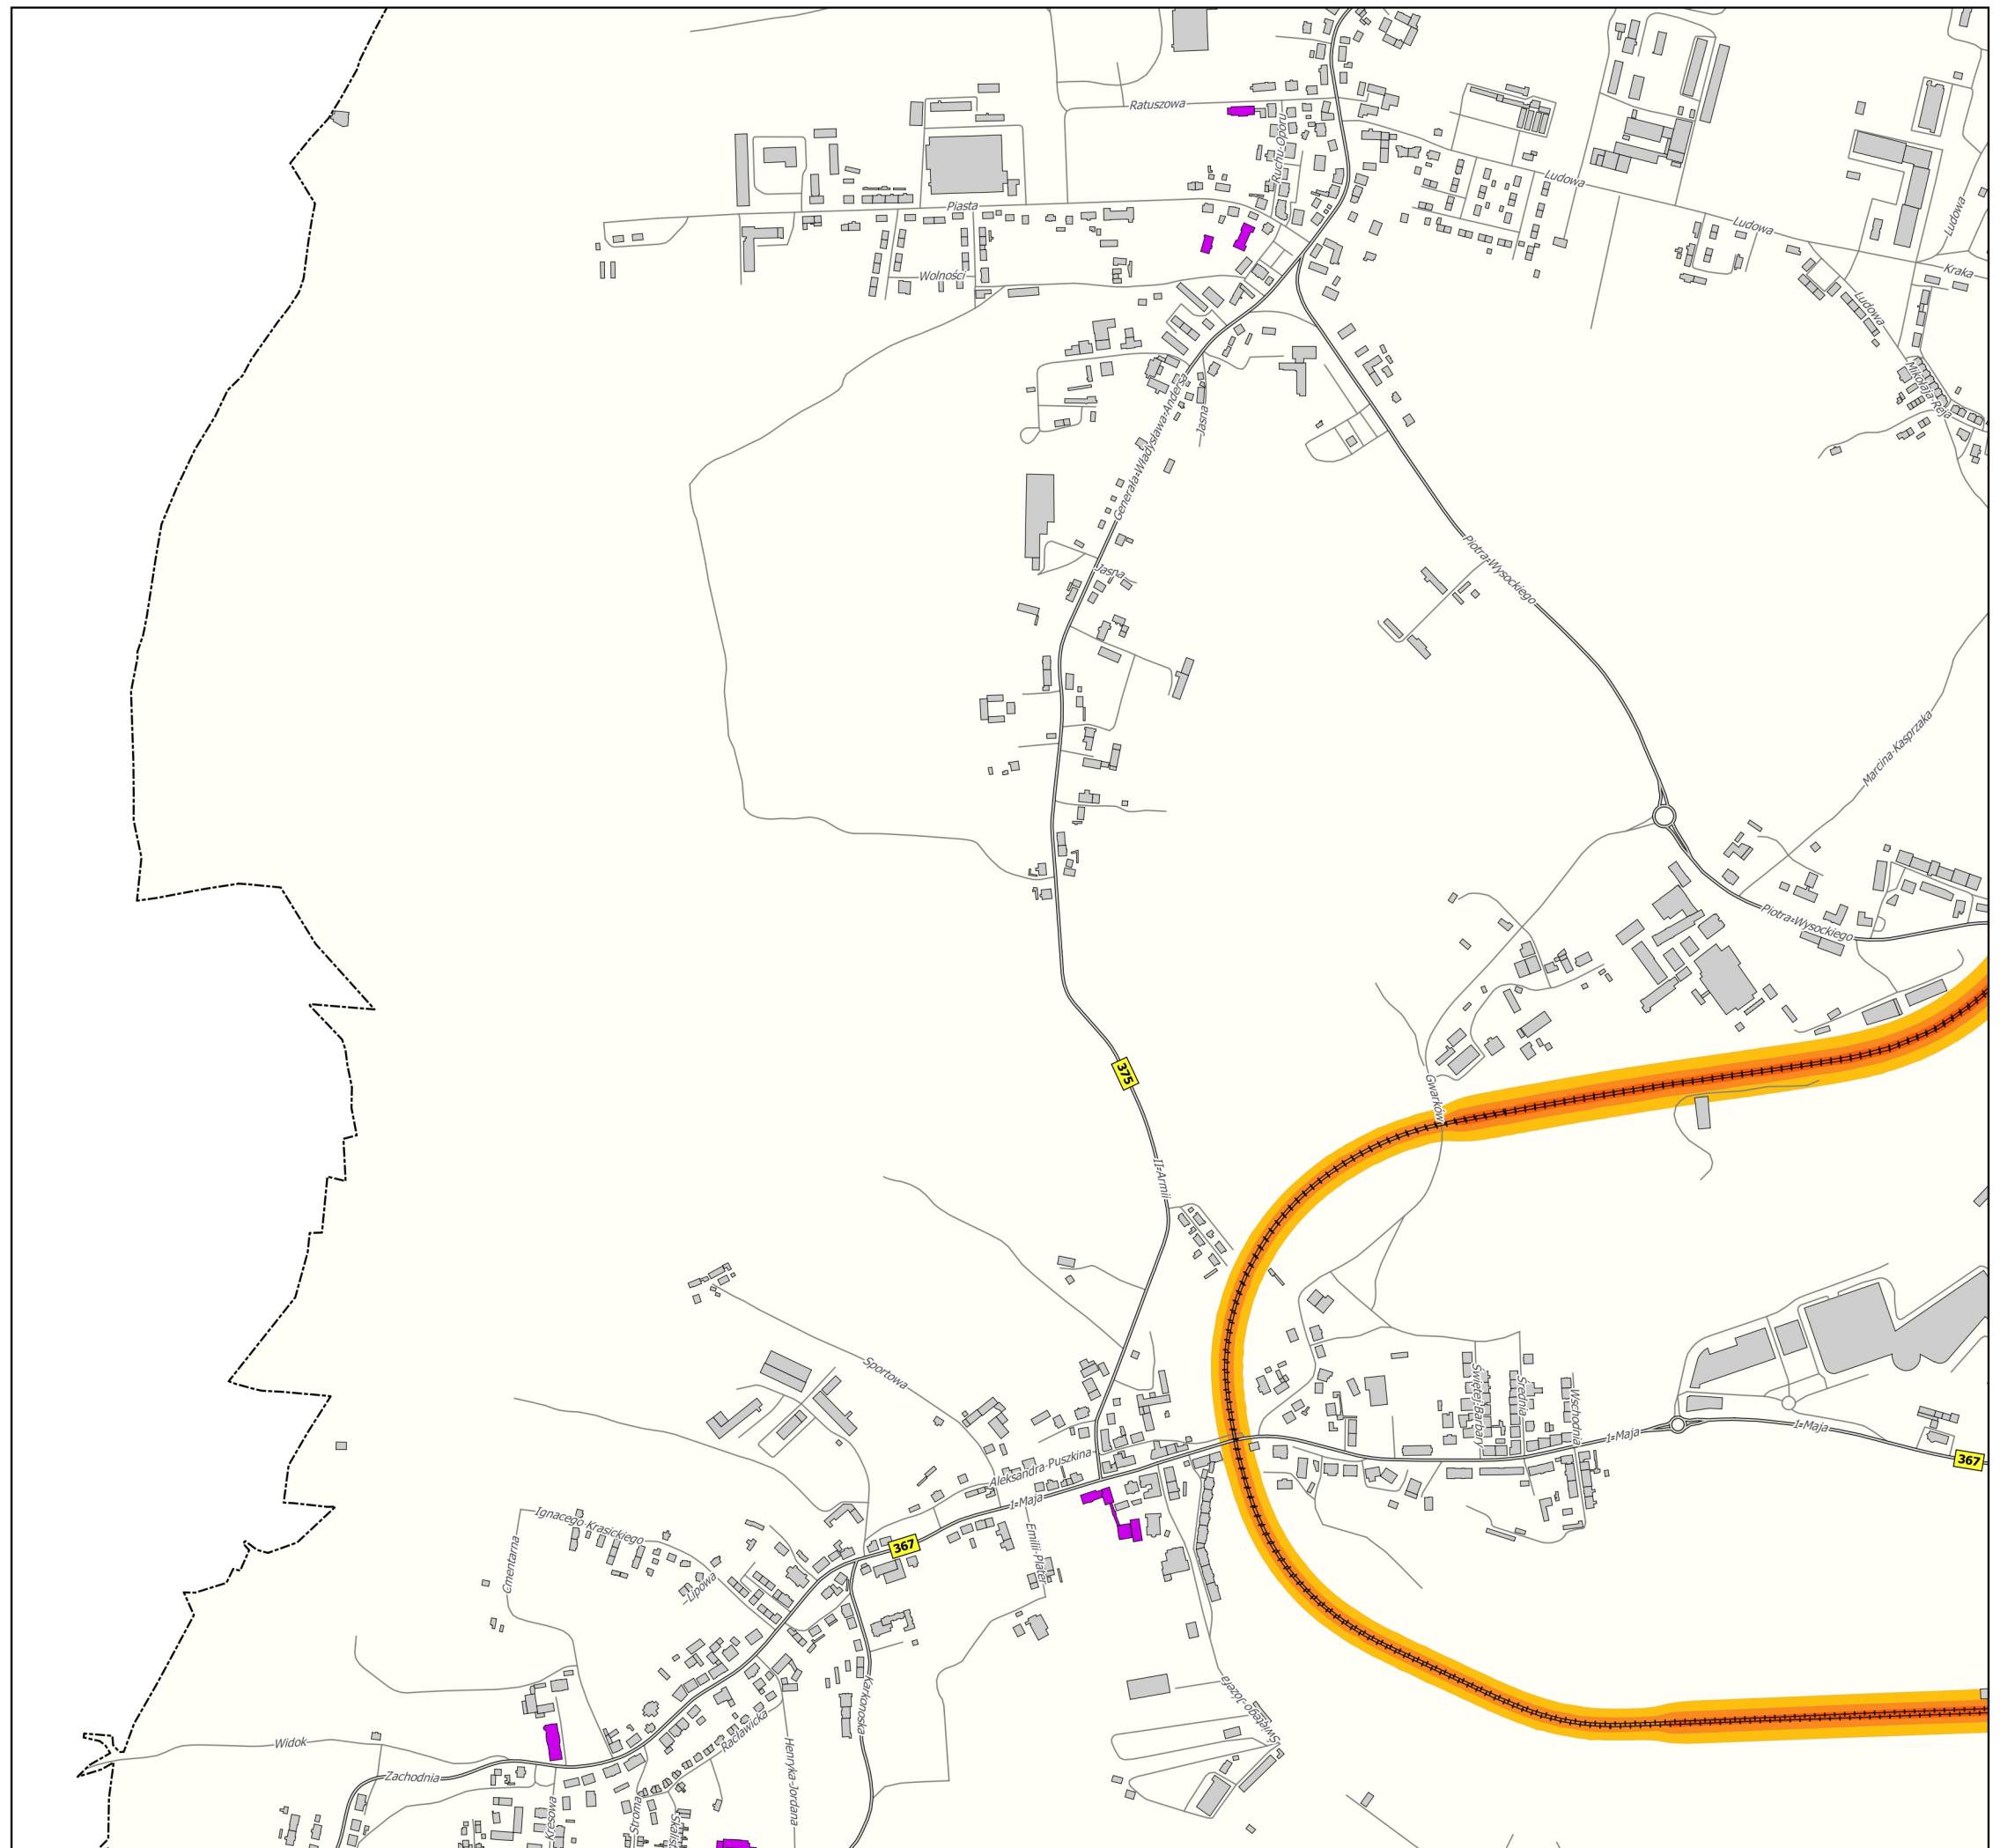 Ratuszowa
Ruchu Oporu
Ludowa
Piasta
Ludowa
Ludowa
Kraka
Wolności
Ludowa
Mikołaja Reja
Generała Władysława Andersa
Jasna
Piotra Wysockiego
Jasna
Marcina Kasprzaka
Piotra Wysockiego
375
Gwarków
II Armii
Sportowa
Świętej Barbary
Średnia
Wschodnia
1 Maja
1 Maja
367
Aleksandra Puszkina
1 Maja
Ignacego Krasickiego
367
Emilii Plater
Cmentarna
Lipowa
Karkonoska
Świętego Józefa
Racławicka
Widok
Henryka Jordana
Zachodnia
Kresowa
Stroma